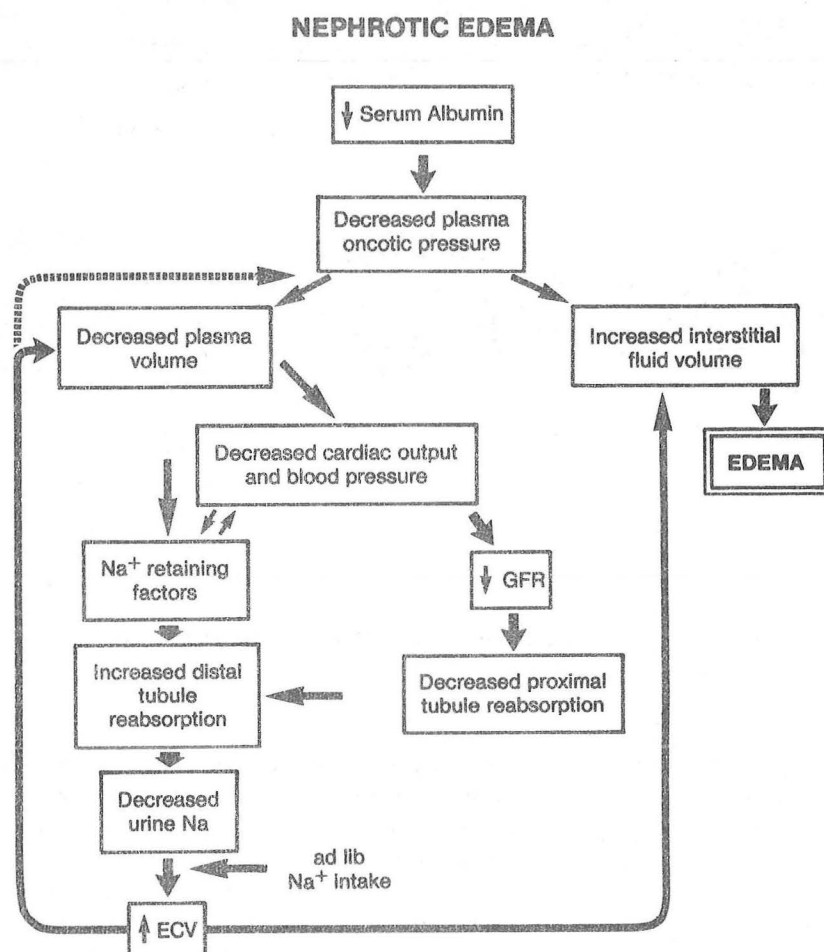 NEPHROTIC EDEMA
↓ Serum Albumin
Decreased plasma
oncotic pressure
Decreased plasma
volume
Increased interstitial
fluid volume
EDEMA
Decreased cardiac output
and blood pressure
Na+ retaining
factors
↓ GFR
Increased distal
tubule
reabsorption
Decreased proximal
tubule reabsorption
Decreased
urine Na
ad lib
Na+ intake
↑ ECV